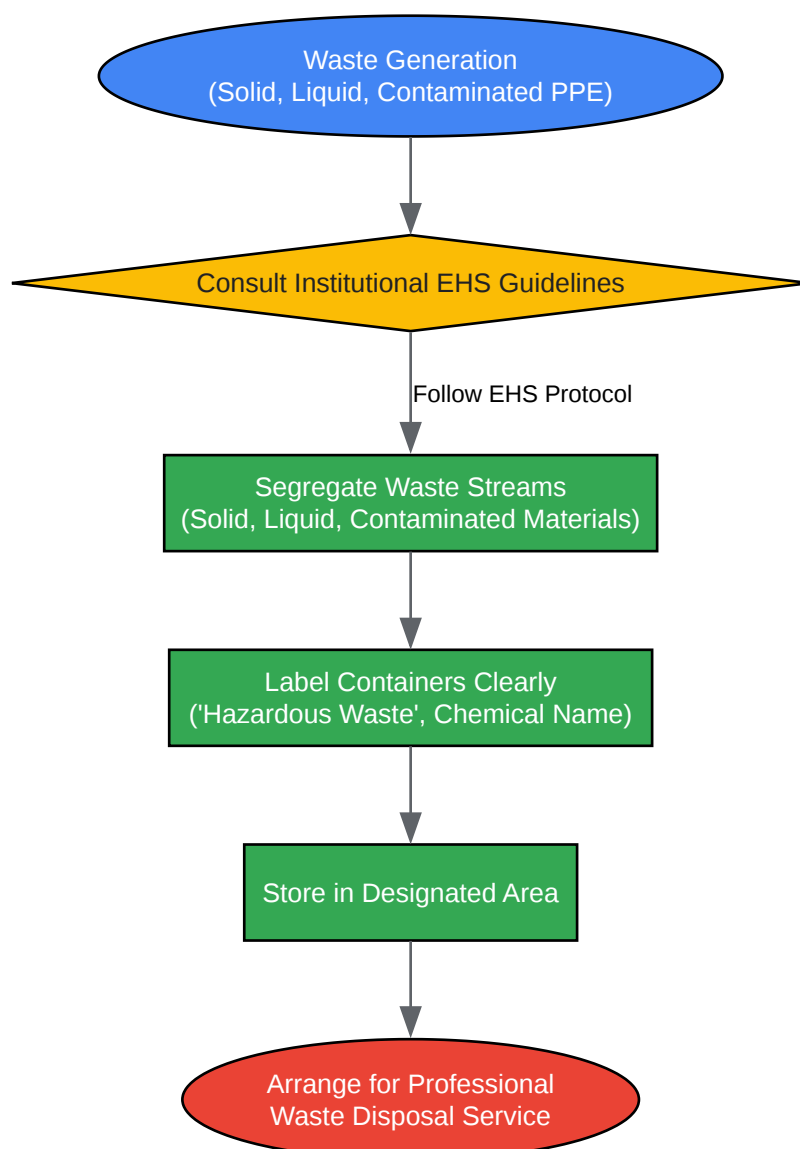 Waste Generation
(Solid, Liquid, Contaminated PPE)
Consult Institutional EHS Guidelines
Follow EHS Protocol
Segregate Waste Streams
(Solid, Liquid, Contaminated Materials)
Label Containers Clearly
('Hazardous Waste', Chemical Name)
Store in Designated Area
Arrange for Professional
Waste Disposal Service